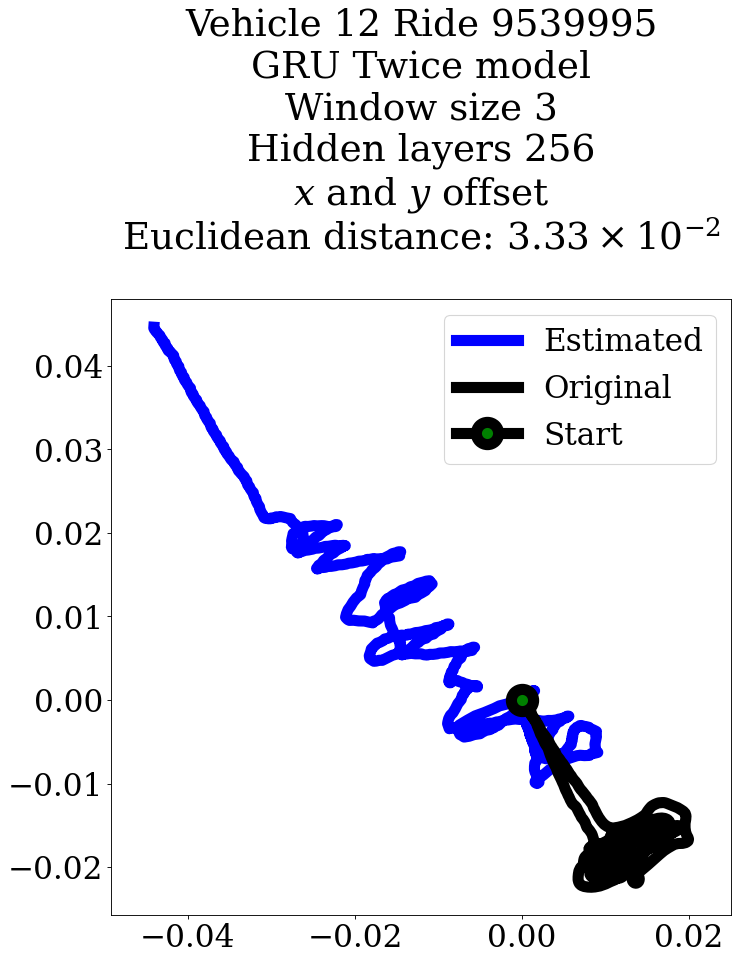 Vehicle 12 Ride 9539995
GRU Twice model
Window size 3
Hidden layers 256
x and y offset
Euclidean distance: 3.33 × 10⁻²
Estimated
Original
Start
0.04
0.03
0.02
0.01
0.00
−0.01
−0.02
−0.04
−0.02
0.00
0.02